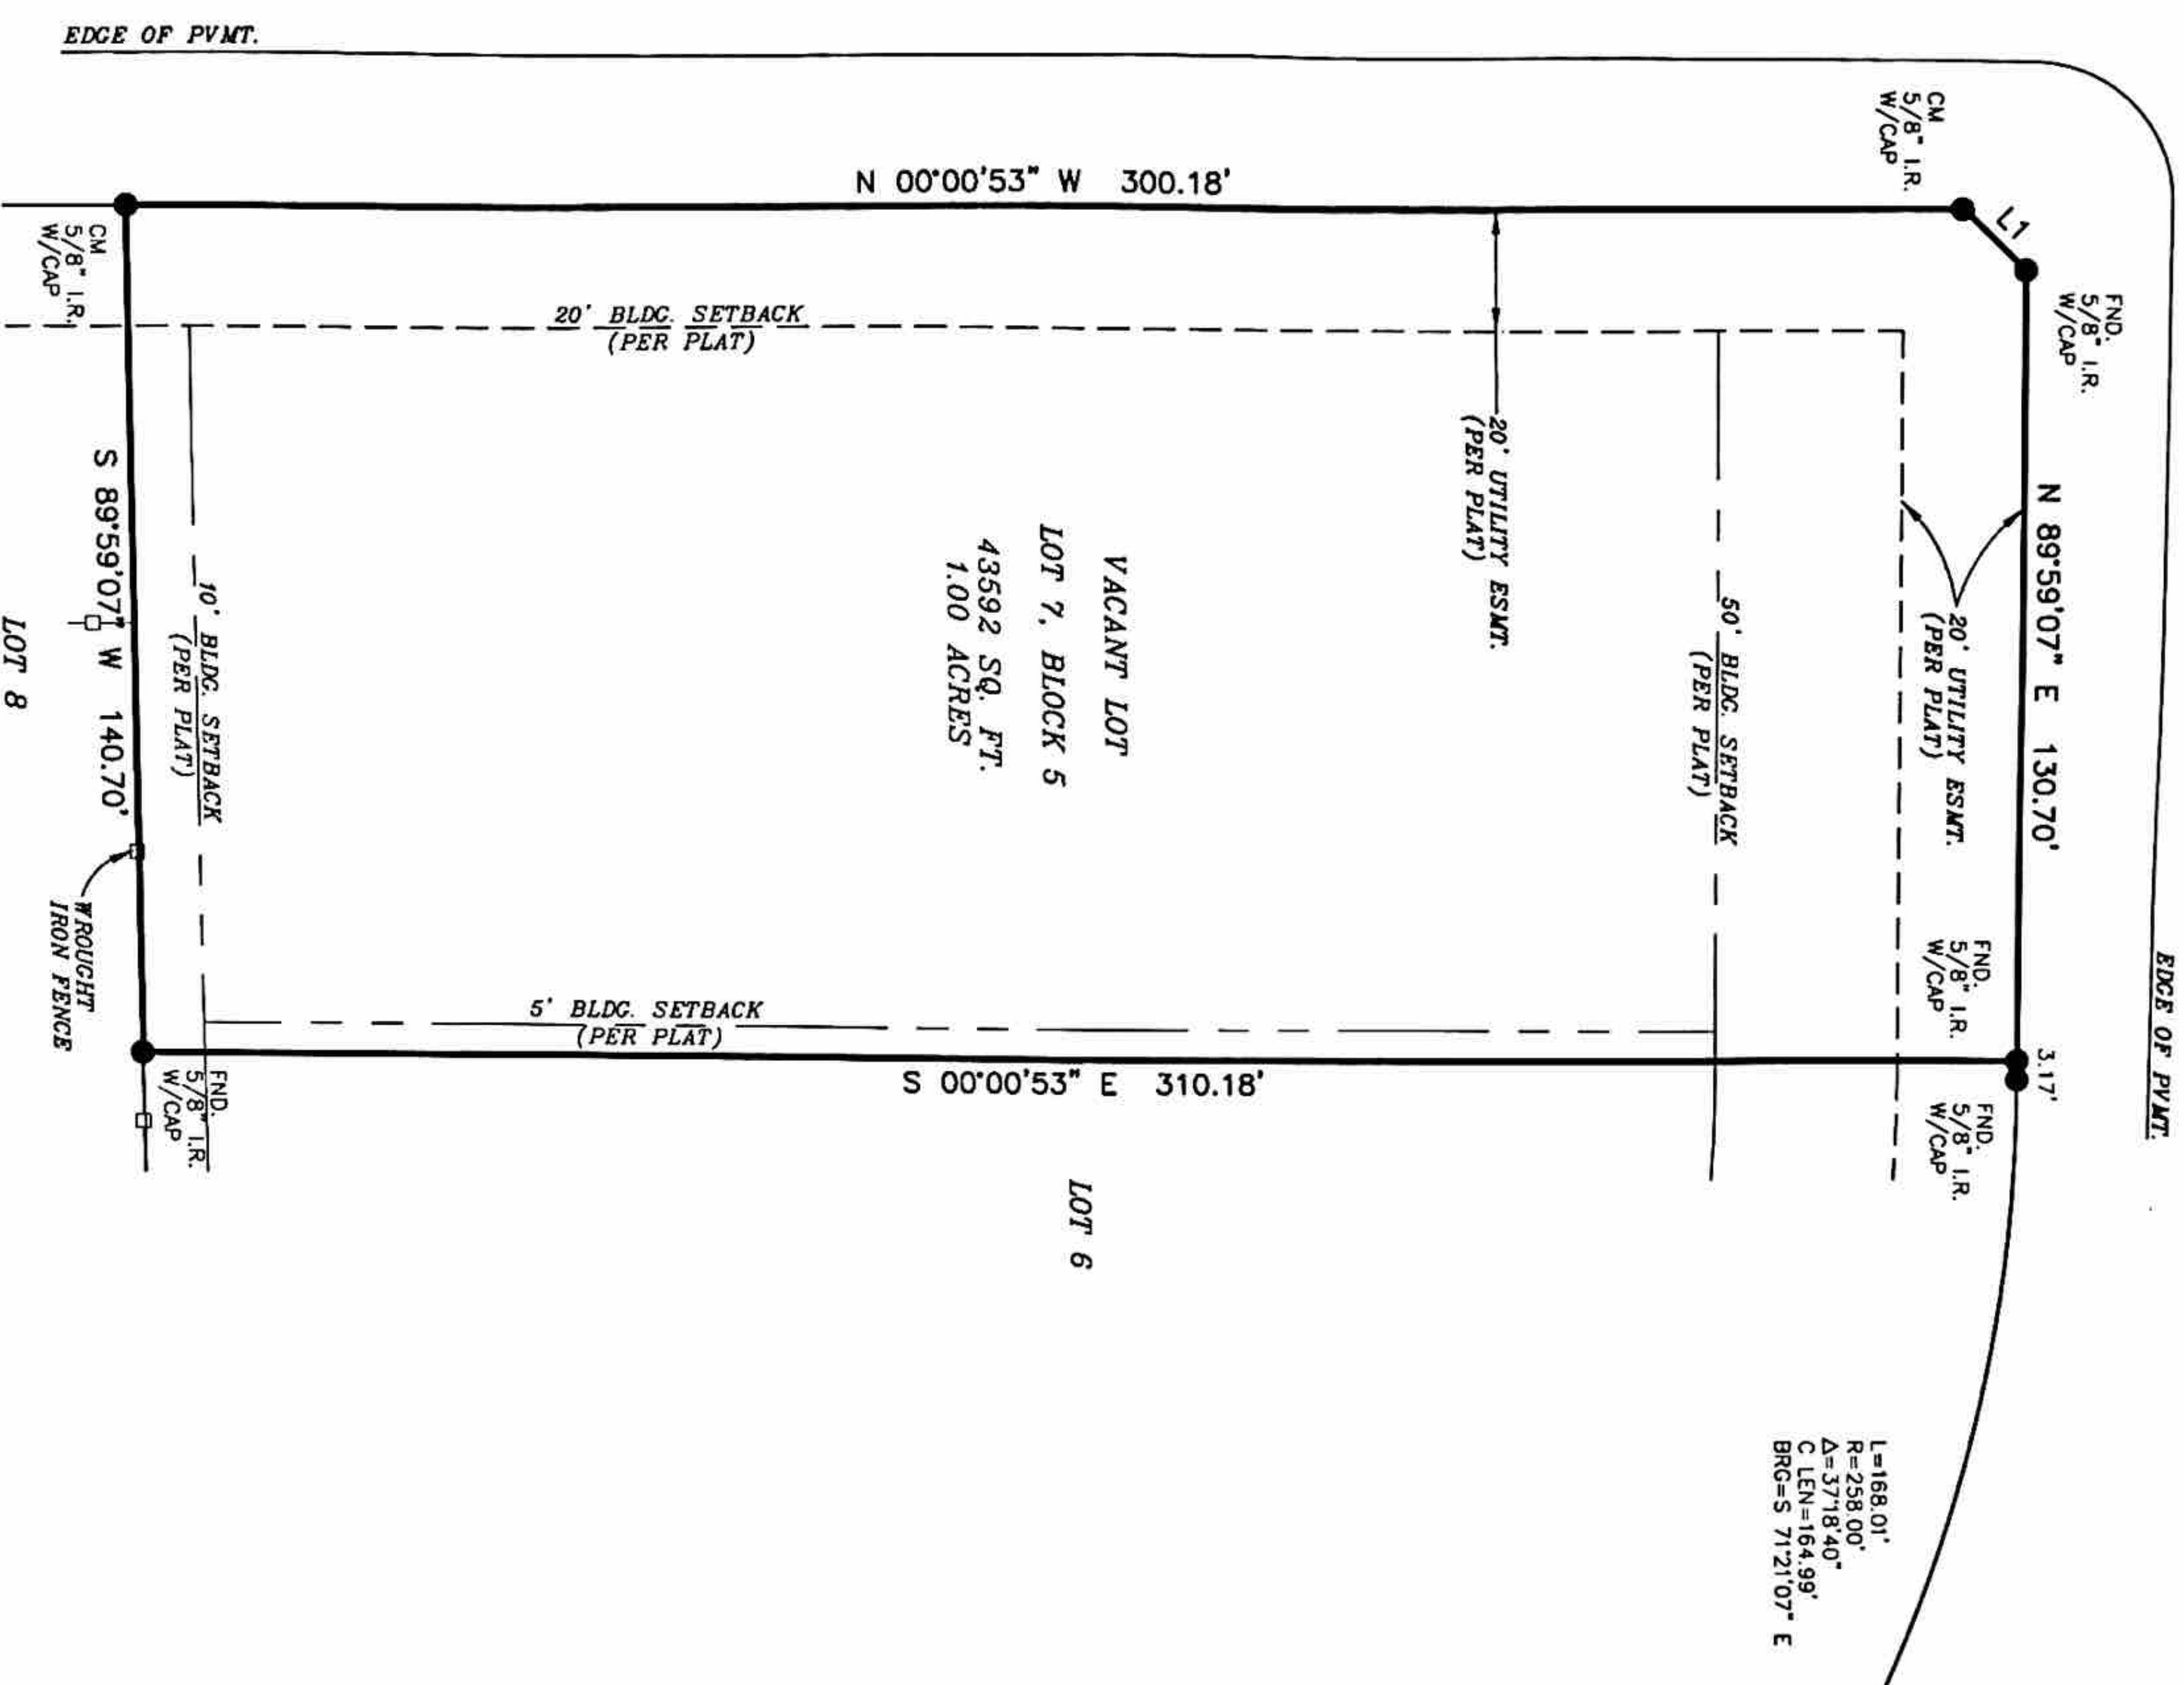 EDGE OF PVMT.
CM
5/8" I.R.
W/CAP
N 00°00'53" W 300.18'
L1
FND.
5/8" I.R.
W/CAP
CM
5/8" I.R.
W/CAP
20' BLDG. SETBACK
(PER PLAT)
20' UTILITY ESMT.
(PER PLAT)
N 89°59'07" E 130.70'
20' UTILITY ESMT.
(PER PLAT)
50' BLDG. SETBACK
(PER PLAT)
VACANT LOT
LOT 7, BLOCK 5
43592 SQ. FT.
1.00 ACRES
10' BLDG. SETBACK
(PER PLAT)
S 89°59'07" W 140.70'
LOT 8
WROUGHT
IRON FENCE
5' BLDG. SETBACK
(PER PLAT)
S 00°00'53" E 310.18'
FND.
5/8" I.R.
W/CAP
FND.
5/8" I.R.
W/CAP
3.17'
FND.
5/8" I.R.
W/CAP
EDGE OF PVMT.
LOT 6
L=168.01'
R=258.00'
Δ=37°18'40"
C LEN=164.99'
BRG=S 71°21'07" E